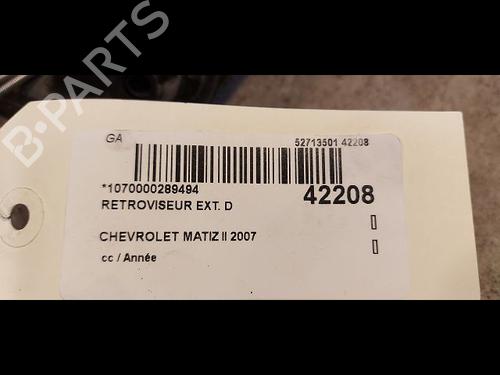 B-PARTS
GA
52713501 42208
*1070000289494
42208
RETROVISEUR EXT. D
CHEVROLET MATIZ II 2007
cc / Année